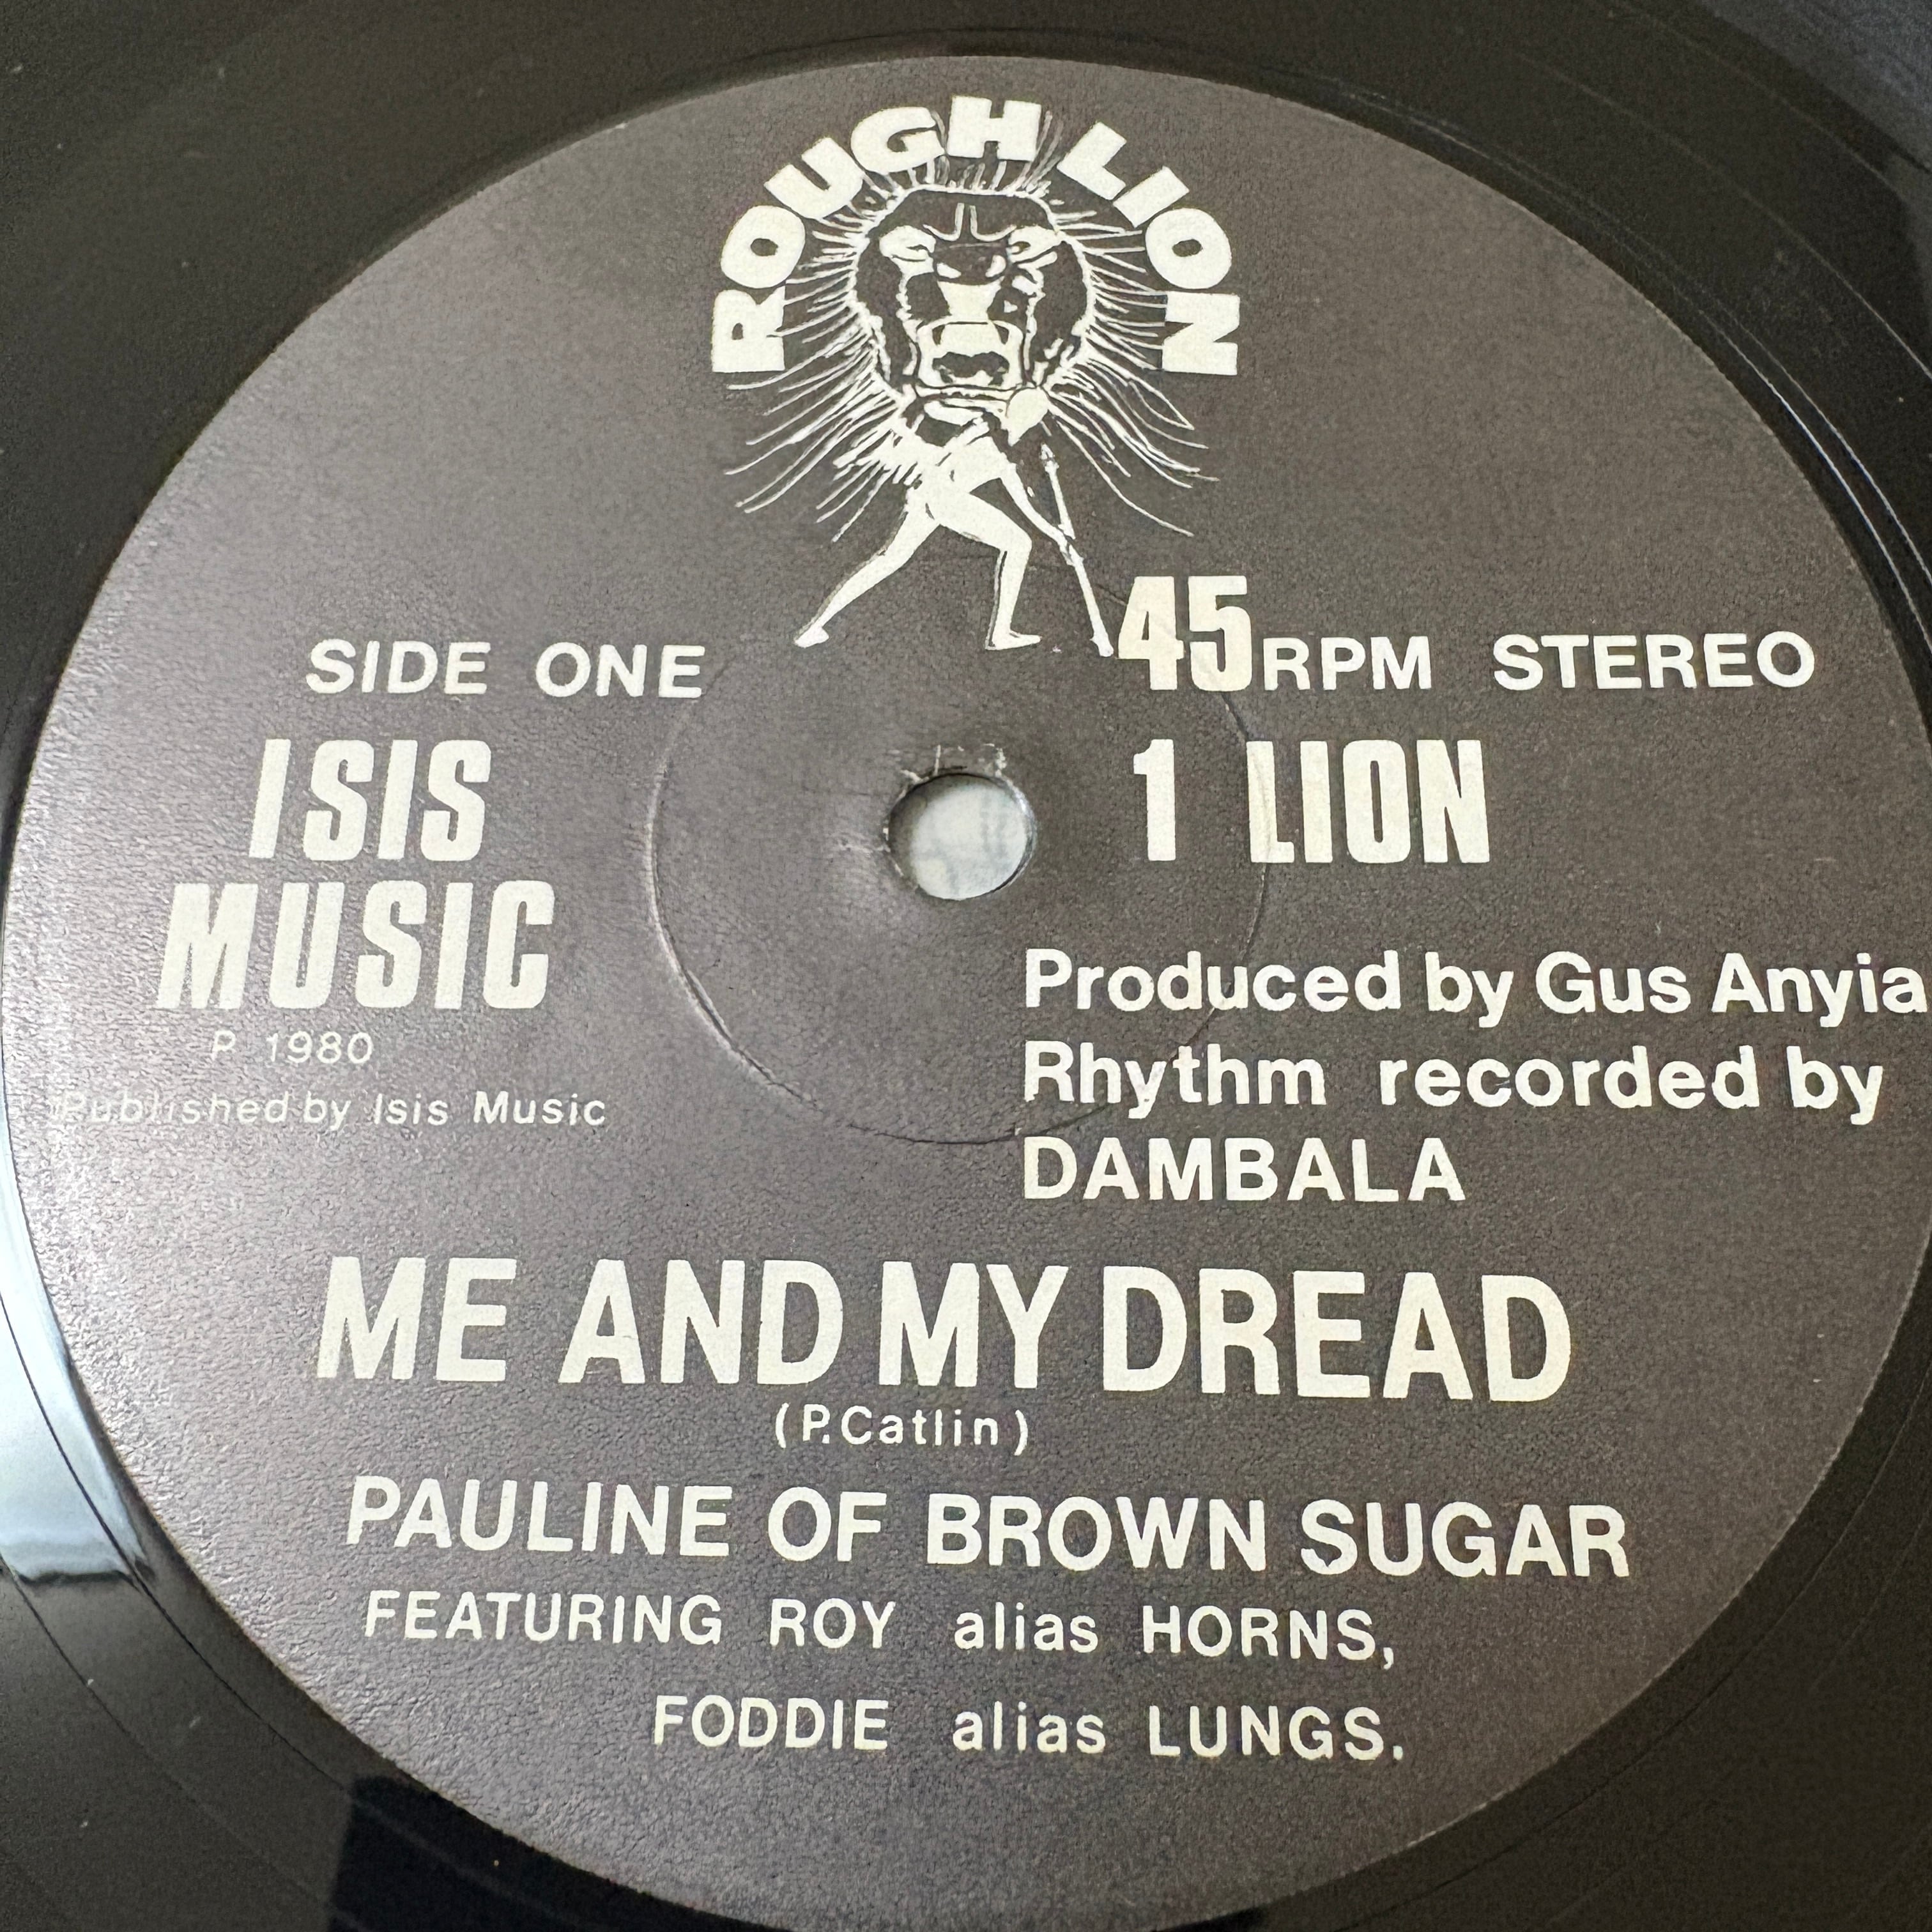 ROUGH LION
SIDE ONE
45 RPM STEREO
ISIS
MUSIC
1 LION
P 1980
Published by Isis Music
Produced by Gus Anyia
Rhythm recorded by
DAMBALA
ME AND MY DREAD
(P.Catlin)
PAULINE OF BROWN SUGAR
FEATURING ROY alias HORNS,
FODDIE alias LUNGS.